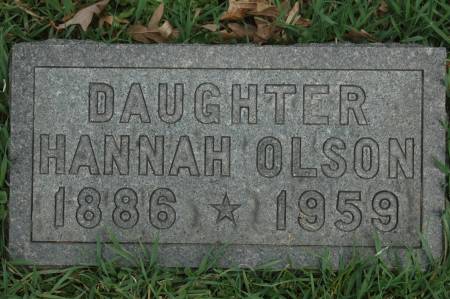 DAUGHTER
HANNAH OLSON
1886 ★ 1959